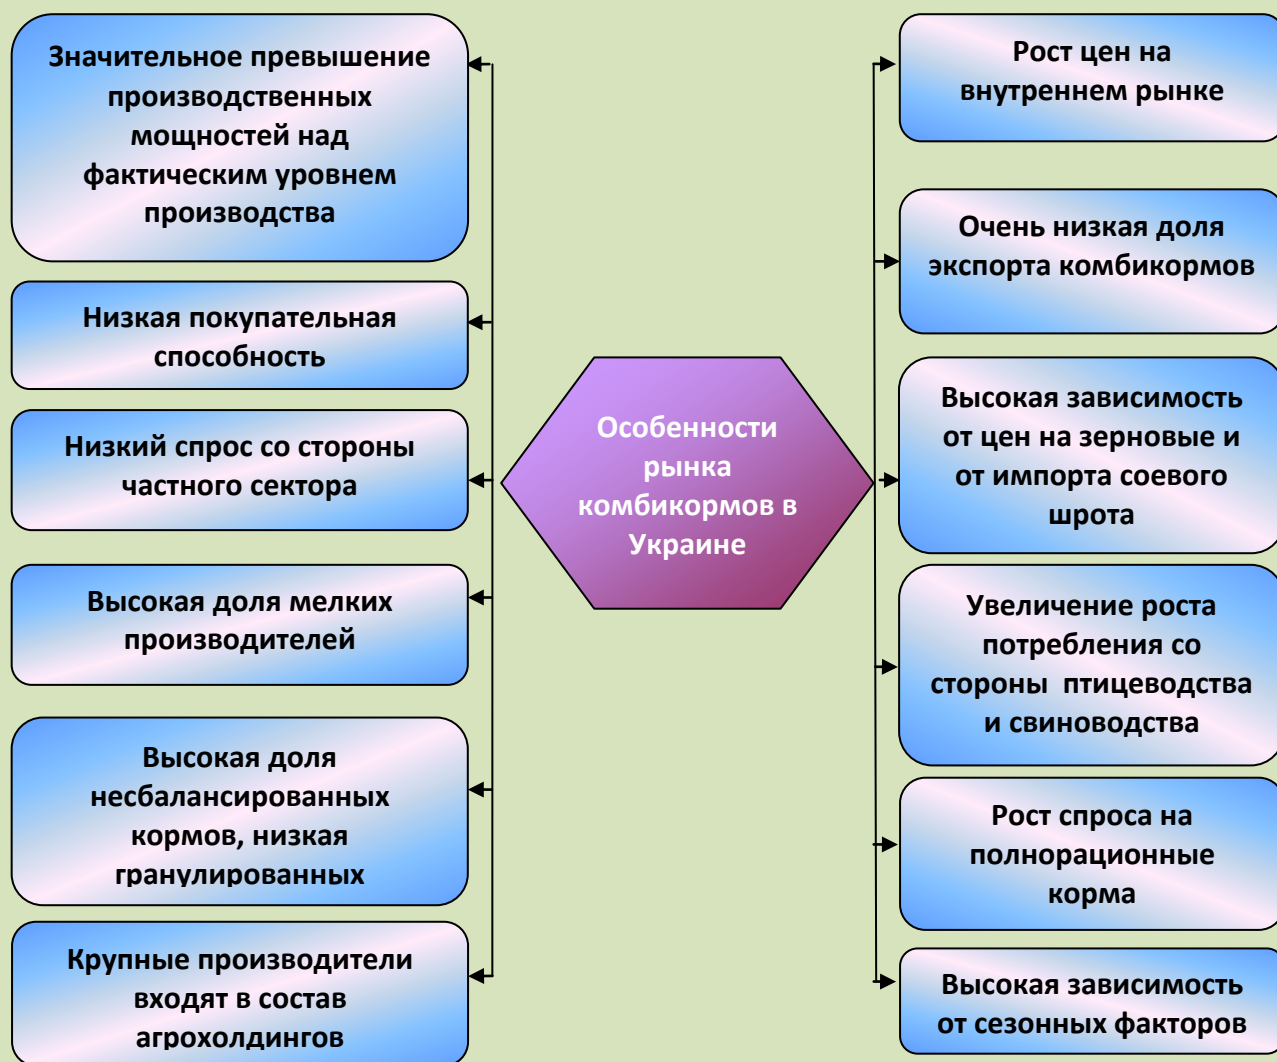 Значительное превышение
производственных
мощностей над
фактическим уровнем
производства
Низкая покупательная
способность
Низкий спрос со стороны
частного сектора
Высокая доля мелких
производителей
Высокая доля
несбалансированных
кормов, низкая
гранулированных
Крупные производители
входят в состав
агрохолдингов
Особенности
рынка
комбикормов в
Украине
Рост цен на
внутреннем рынке
Очень низкая доля
экспорта комбикормов
Высокая зависимость
от цен на зерновые и
от импорта соевого
шрота
Увеличение роста
потребления со
стороны птицеводства
и свиноводства
Рост спроса на
полнорационные
корма
Высокая зависимость
от сезонных факторов